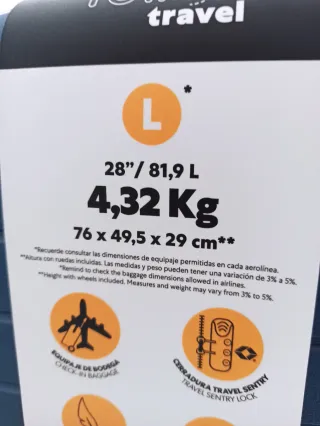 travel
L*
28”/ 81,9 L
4,32 Kg
76 x 49,5 x 29 cm**
*Recuerde consultar las dimensiones de equipaje permitidas en cada aerolínea.
**Altura con ruedas incluidas. Las medidas y peso pueden tener una variación de 3% a 5%.
*Remind to check the baggage dimensions allowed in airlines.
**Height with wheels included. Measures and weight may vary from 3% to 5%.
EQUIPAJE DE BODEGA
CHECK-IN BAGGAGE
CERRADURA TRAVEL SENTRY
TRAVEL SENTRY LOCK